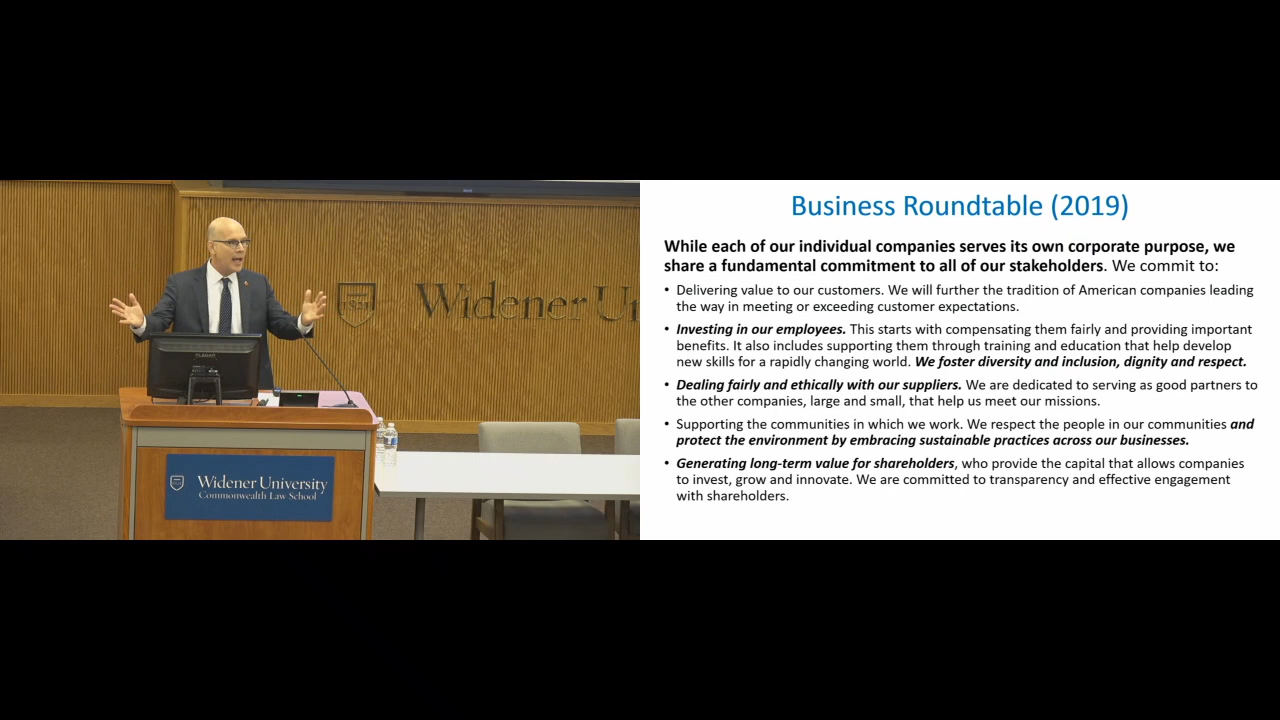 Widener U
1821
PLANAR
Widener University
Commonwealth Law School
Business Roundtable (2019)
While each of our individual companies serves its own corporate purpose, we
share a fundamental commitment to all of our stakeholders. We commit to:
• Delivering value to our customers. We will further the tradition of American companies leading
the way in meeting or exceeding customer expectations.
• Investing in our employees. This starts with compensating them fairly and providing important
benefits. It also includes supporting them through training and education that help develop
new skills for a rapidly changing world. We foster diversity and inclusion, dignity and respect.
• Dealing fairly and ethically with our suppliers. We are dedicated to serving as good partners to
the other companies, large and small, that help us meet our missions.
• Supporting the communities in which we work. We respect the people in our communities and
protect the environment by embracing sustainable practices across our businesses.
• Generating long-term value for shareholders, who provide the capital that allows companies
to invest, grow and innovate. We are committed to transparency and effective engagement
with shareholders.